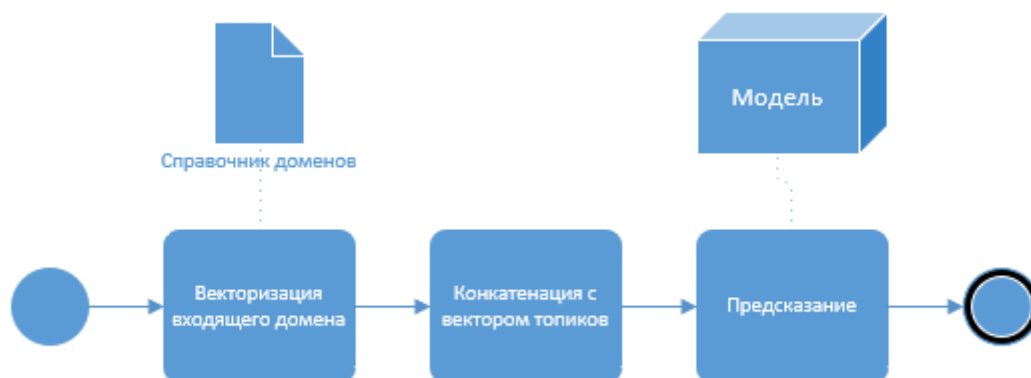 Модель
Справочник доменов
Векторизация
входящего домена
Конкатенация с
вектором топиков
Предсказание